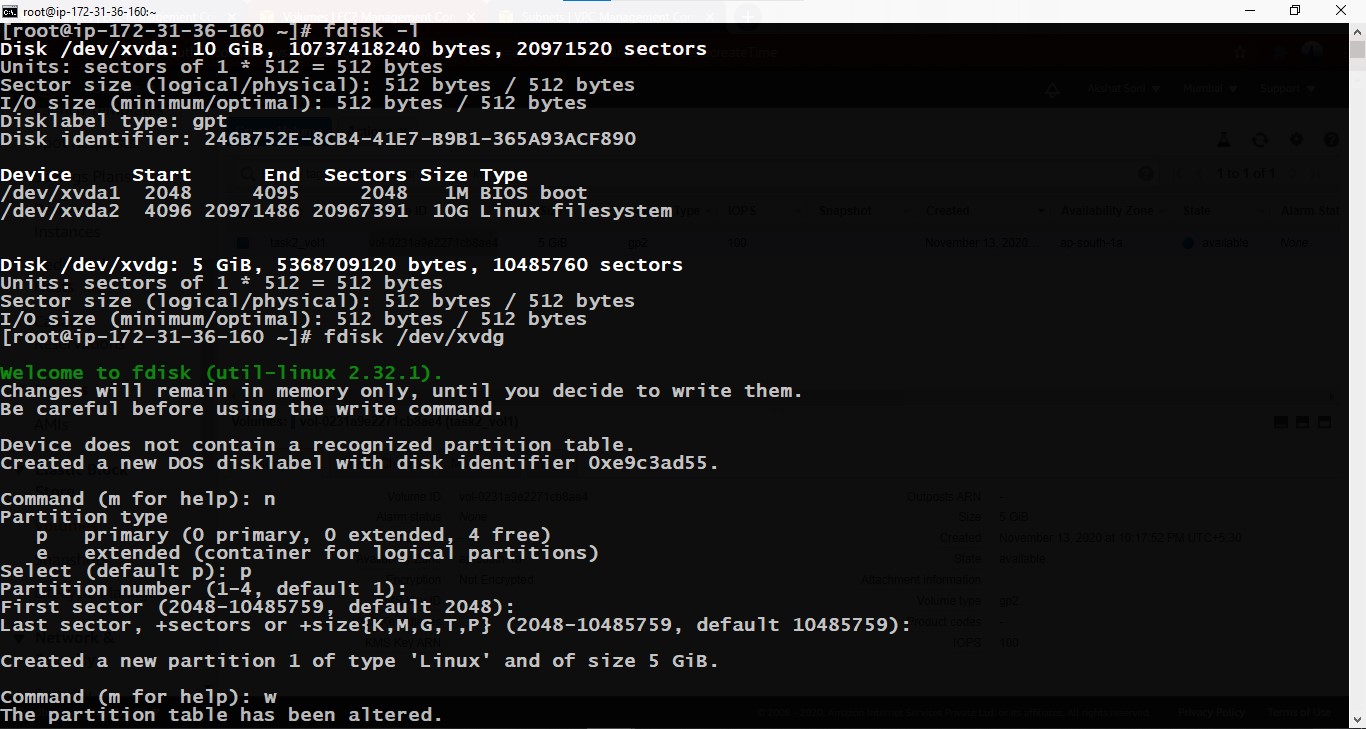 root@ip-172-31-36-160:~
[root@ip-172-31-36-160 ~]# fdisk -l
Disk /dev/xvda: 10 GiB, 10737418240 bytes, 20971520 sectors
Units: sectors of 1 * 512 = 512 bytes
Sector size (logical/physical): 512 bytes / 512 bytes
I/O size (minimum/optimal): 512 bytes / 512 bytes
Disklabel type: gpt
Disk identifier: 246B752E-8CB4-41E7-B9B1-365A93ACF890
Device Start End Sectors Size Type
/dev/xvda1 2048 4095 2048 1M BIOS boot
/dev/xvda2 4096 20971486 20967391 10G Linux filesystem
Disk /dev/xvdg: 5 GiB, 5368709120 bytes, 10485760 sectors
Units: sectors of 1 * 512 = 512 bytes
Sector size (logical/physical): 512 bytes / 512 bytes
I/O size (minimum/optimal): 512 bytes / 512 bytes
[root@ip-172-31-36-160 ~]# fdisk /dev/xvdg
Welcome to fdisk (util-linux 2.32.1).
Changes will remain in memory only, until you decide to write them.
Be careful before using the write command.
Device does not contain a recognized partition table.
Created a new DOS disklabel with disk identifier 0xe9c3ad55.
Command (m for help): n
Partition type
p primary (0 primary, 0 extended, 4 free)
e extended (container for logical partitions)
Select (default p): p
Partition number (1-4, default 1):
First sector (2048-10485759, default 2048):
Last sector, +sectors or +size{K,M,G,T,P} (2048-10485759, default 10485759):
Created a new partition 1 of type 'Linux' and of size 5 GiB.
Command (m for help): w
The partition table has been altered.